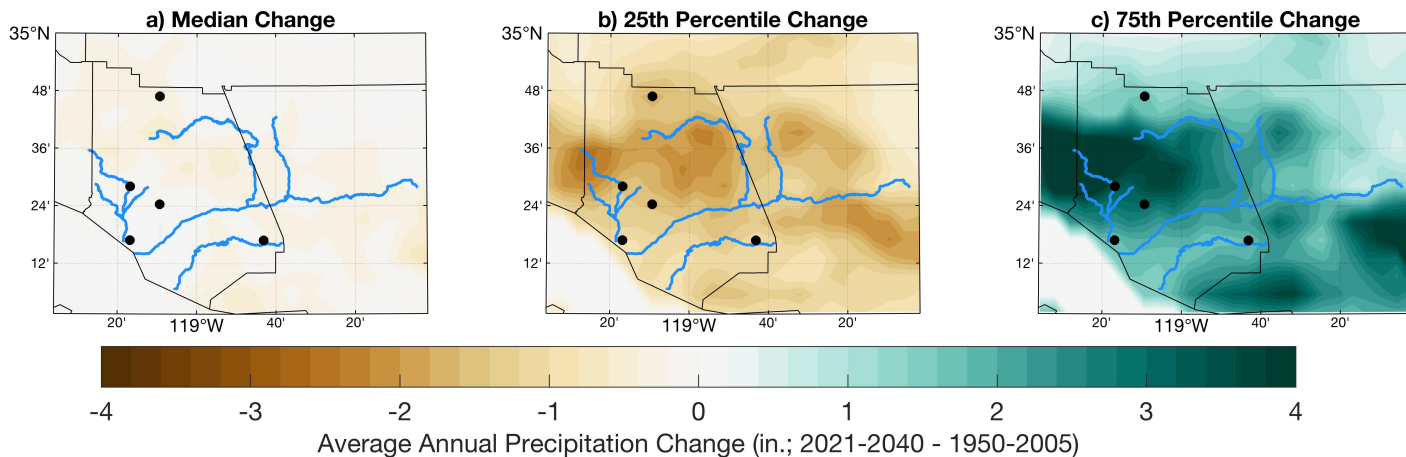 a) Median Change
b) 25th Percentile Change
c) 75th Percentile Change
35°N
48'
36'
24'
12'
20'
119°W
40'
20'
35°N
48'
36'
24'
12'
20'
119°W
40'
20'
35°N
48'
36'
24'
12'
20'
119°W
40'
20'
-4 -3 -2 -1 0 1 2 3 4
Average Annual Precipitation Change (in.; 2021-2040 - 1950-2005)